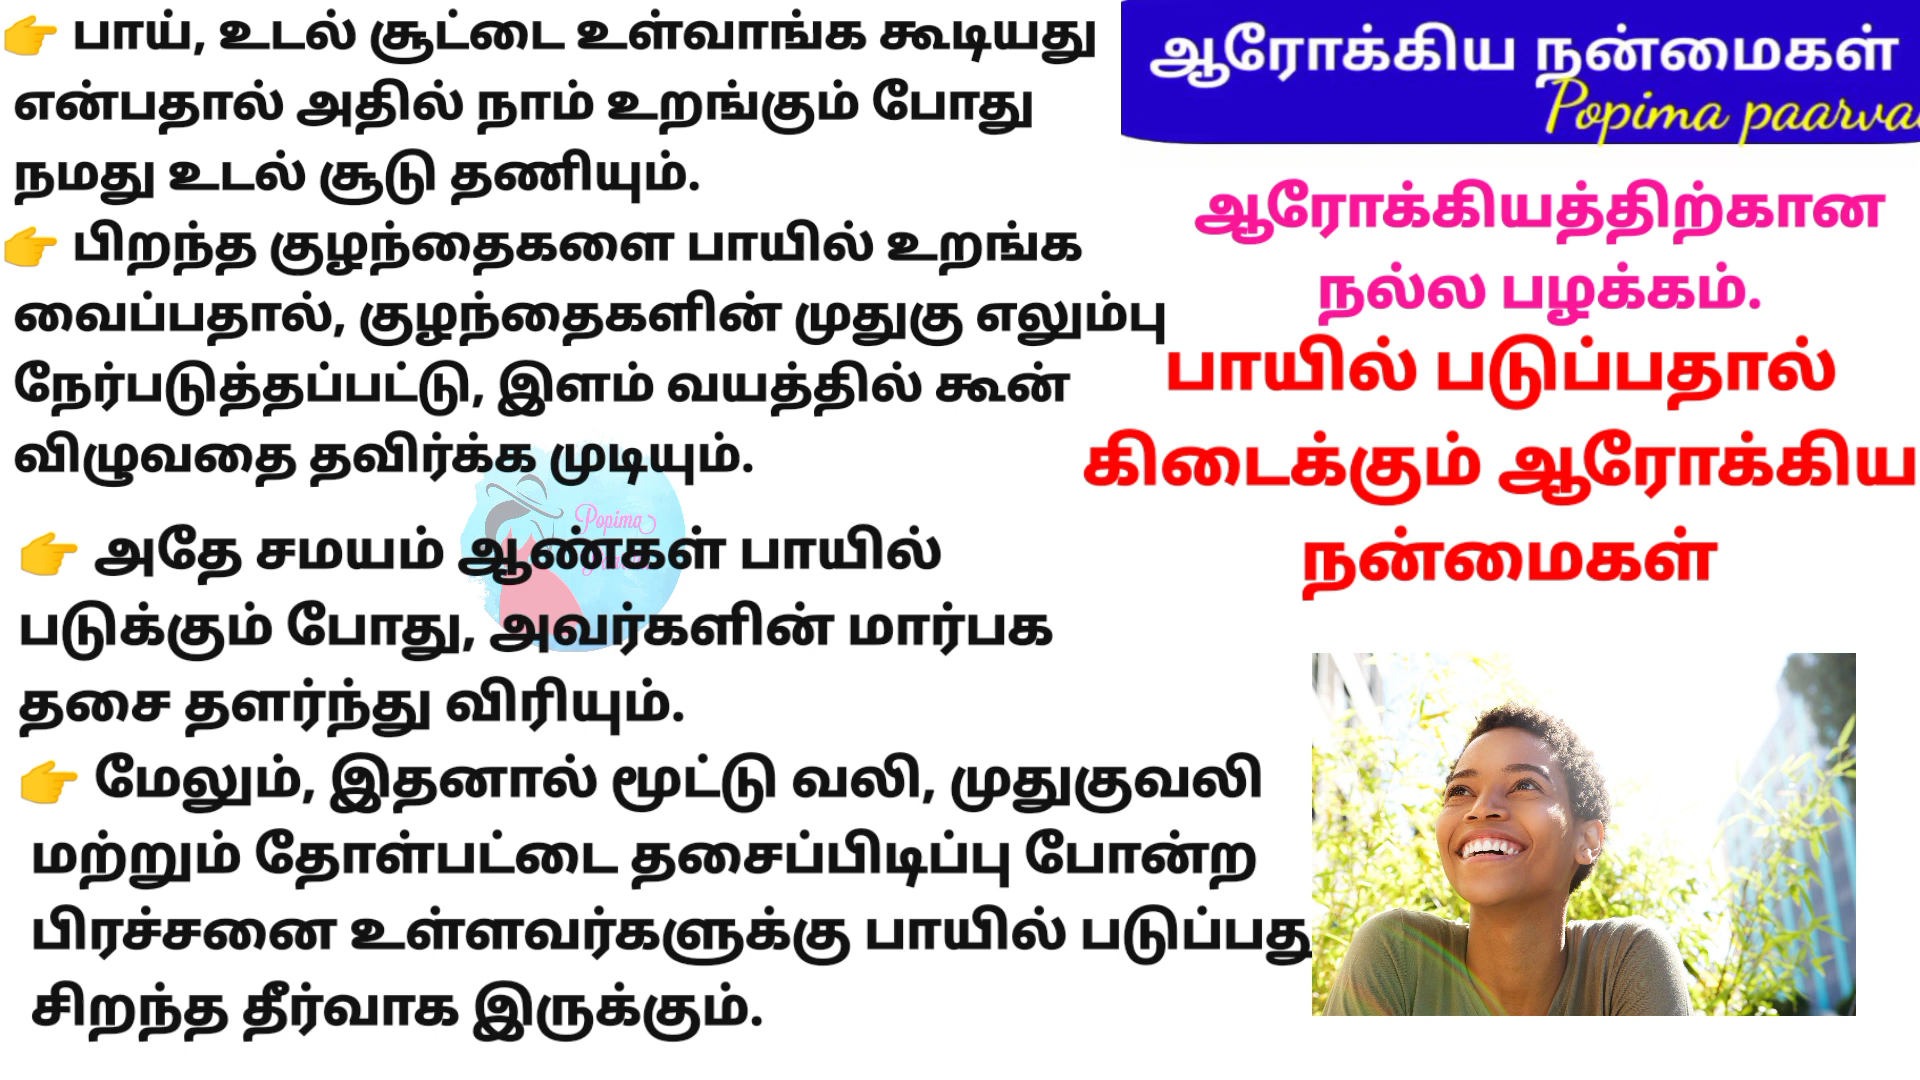 👉 பாய், உடல் சூட்டை உள்வாங்க கூடியது
என்பதால் அதில் நாம் உறங்கும் போது
நமது உடல் சூடு தணியும்.
👉 பிறந்த குழந்தைகளை பாயில் உறங்க
வைப்பதால், குழந்தைகளின் முதுகு எலும்பு
நேர்படுத்தப்பட்டு, இளம் வயத்தில் கூன்
விழுவதை தவிர்க்க முடியும்.
👉 அதே சமயம் ஆண்கள் பாயில்
படுக்கும் போது, அவர்களின் மார்பக
தசை தளர்ந்து விரியும்.
👉 மேலும், இதனால் மூட்டு வலி, முதுகுவலி
மற்றும் தோள்பட்டை தசைப்பிடிப்பு போன்ற
பிரச்சனை உள்ளவர்களுக்கு பாயில் படுப்பது
சிறந்த தீர்வாக இருக்கும்.
Popima
ஆரோக்கிய நன்மைகள்
Popima
ஆரோக்கியத்திற்கான
நல்ல பழக்கம்.
பாயில் படுப்பதால்
கிடைக்கும் ஆரோக்கிய
நன்மைகள்